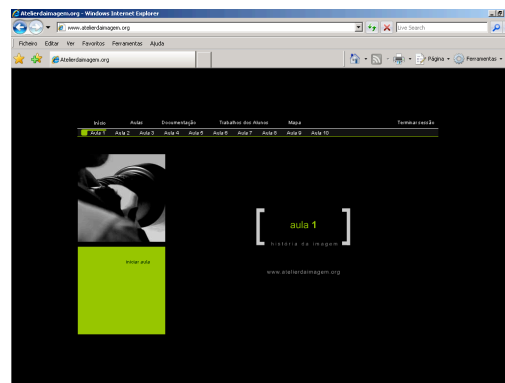 Atelierdaimagem.org - Windows Internet Explorer
www.atelierdaimagem.org
Live Search
Ficheiro Editar Ver Favoritos Ferramentas Ajuda
Atelierdaimagem.org
Página Ferramentas
Início Aulas Documentação Trabalhos dos Alunos Mapa Terminar sessão
Aula 1 Aula 2 Aula 3 Aula 4 Aula 5 Aula 6 Aula 7 Aula 8 Aula 9 Aula 10
iniciar aula
aula 1
história da imagem
www.atelierdaimagem.org